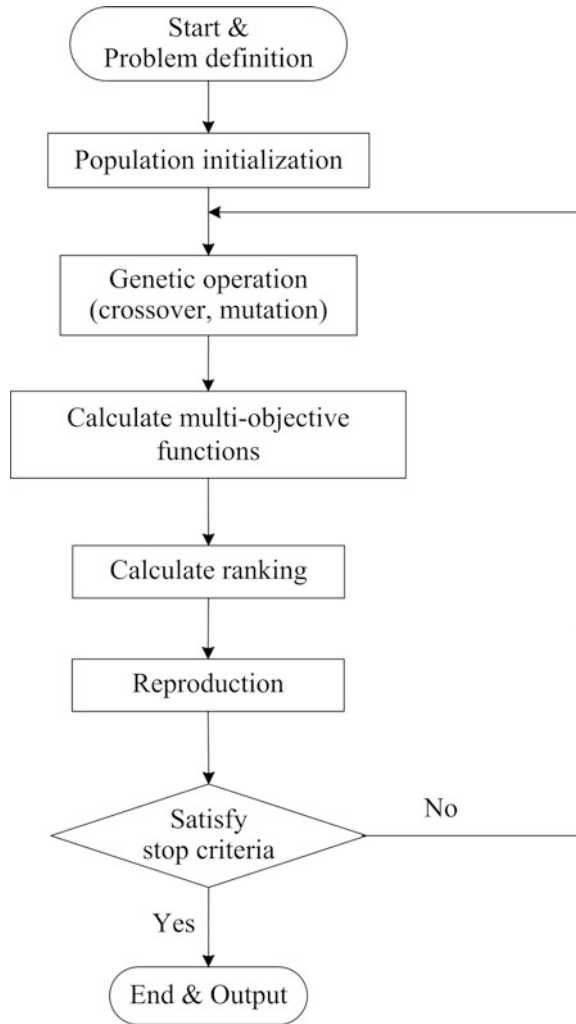 Start &
Problem definition
Population initialization
Genetic operation
(crossover, mutation)
Calculate multi-objective
functions
Calculate ranking
Reproduction
Satisfy
stop criteria
No
Yes
End & Output